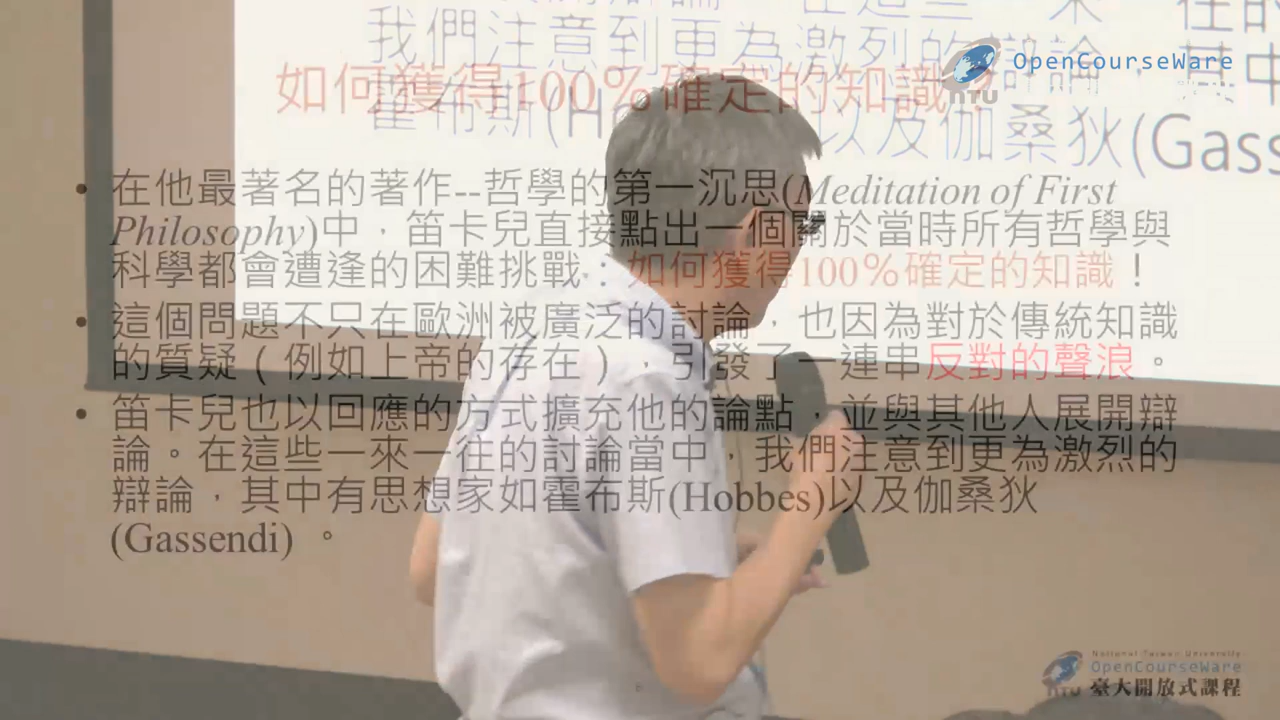 我們注意到更為激烈的辯論，其中
霍布斯(H 以及伽桑狄(Gass
OpenCourseWare
NTU
如何獲得100%確定的知識？
• 在他最著名的著作--哲學的第一沉思(Meditation of First
Philosophy)中，笛卡兒直接點出一個關於當時所有哲學與
科學都會遭逢的困難挑戰：如何獲得100%確定的知識！
• 這個問題不只在歐洲被廣泛的討論，也因為對於傳統知識
的質疑（例如上帝的存在），引發了一連串反對的聲浪。
• 笛卡兒也以回應的方式擴充他的論點，並與其他人展開辯
論。在這些一來一往的討論當中，我們注意到更為激烈的
辯論，其中有思想家如霍布斯(Hobbes)以及伽桑狄
(Gassendi) 。
National Taiwan University
OpenCourseWare
NTU 臺大開放式課程